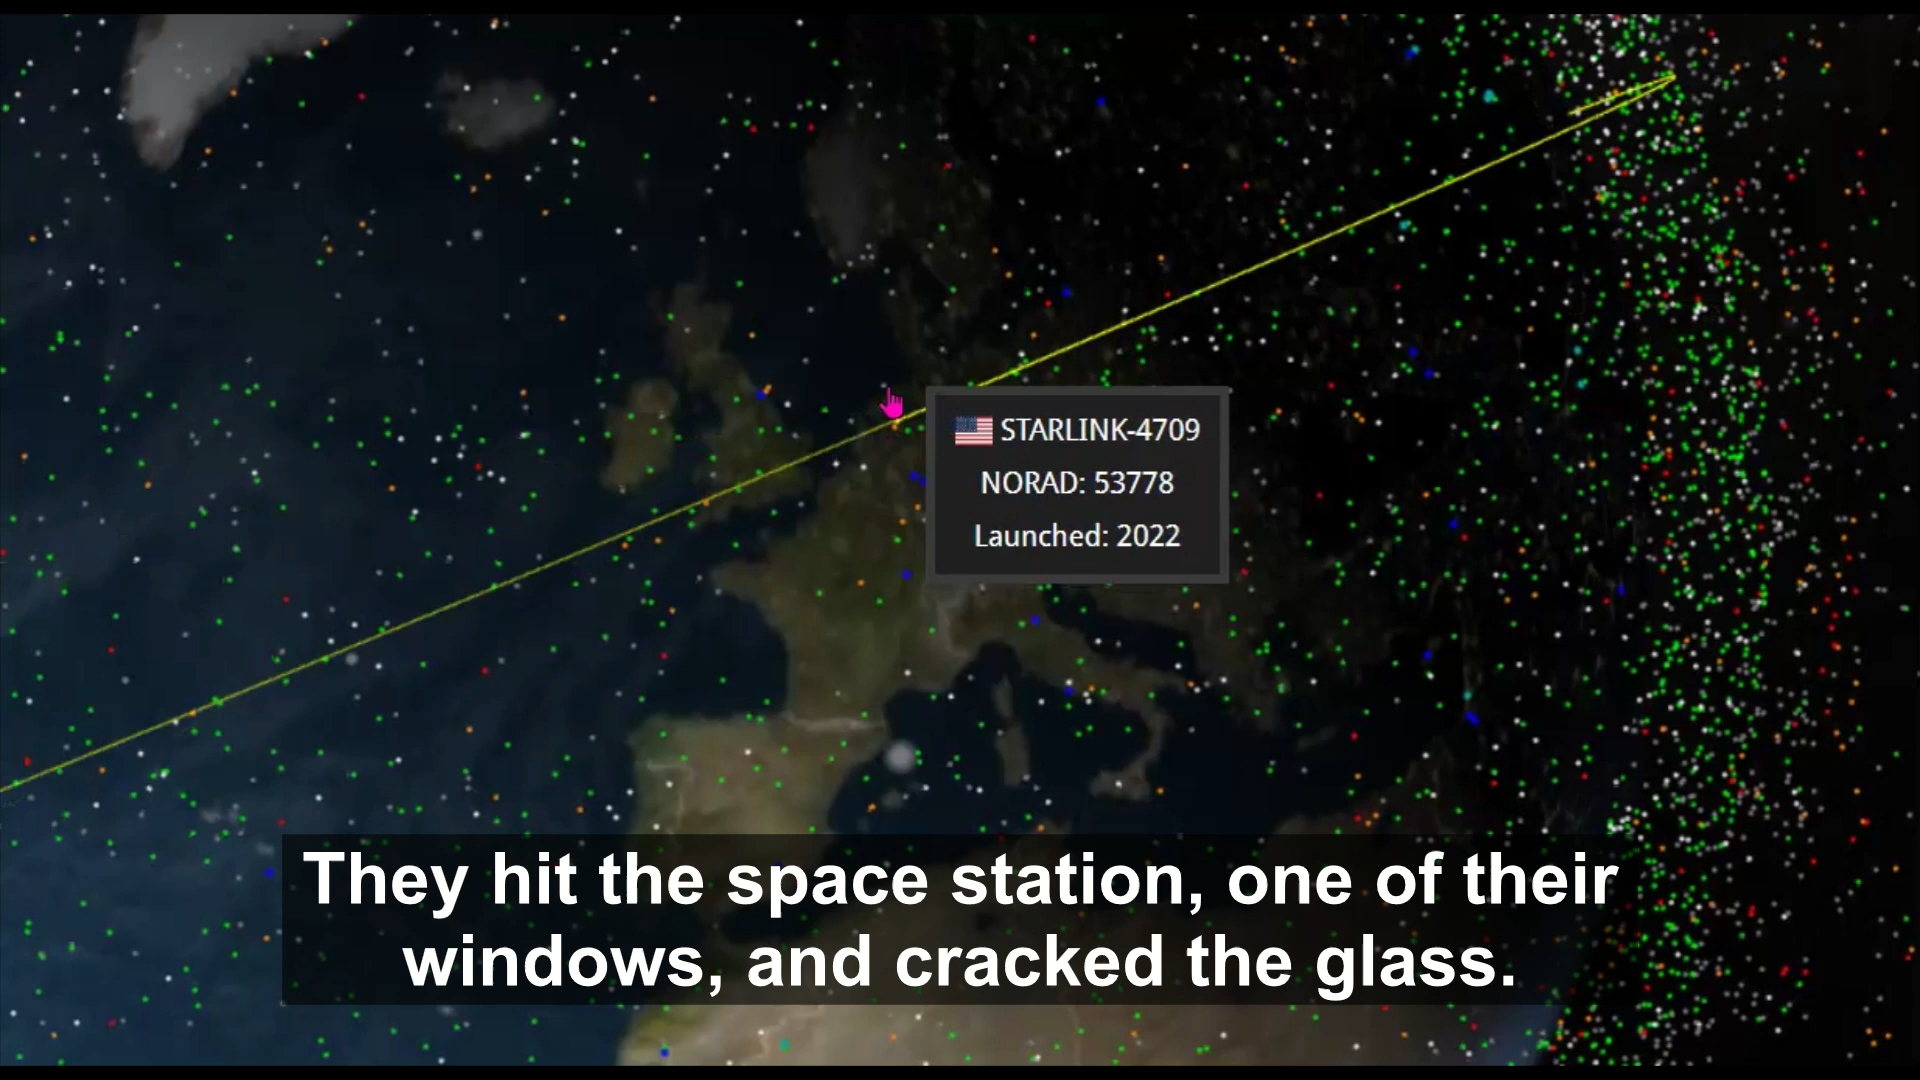 STARLINK-4709
NORAD: 53778
Launched: 2022
They hit the space station, one of their
windows, and cracked the glass.